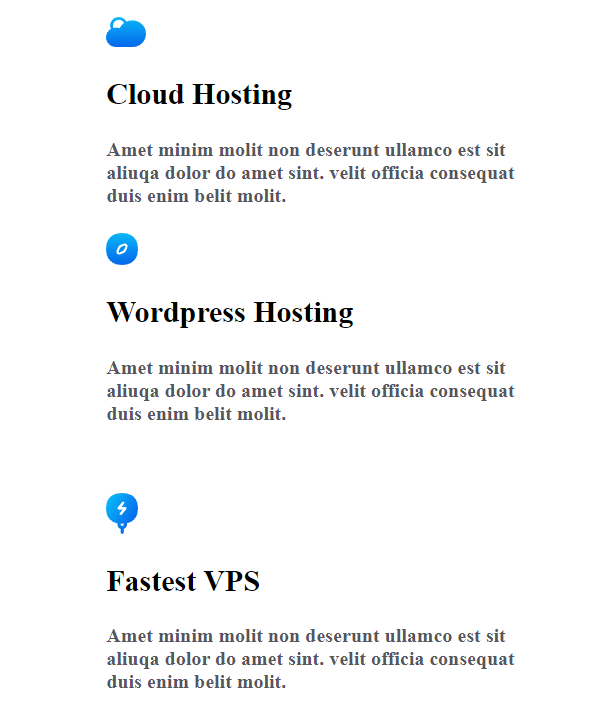 Cloud Hosting
Amet minim molit non deserunt ullamco est sit
aliuqa dolor do amet sint. velit officia consequat
duis enim belit molit.
Wordpress Hosting
Amet minim molit non deserunt ullamco est sit
aliuqa dolor do amet sint. velit officia consequat
duis enim belit molit.
Fastest VPS
Amet minim molit non deserunt ullamco est sit
aliuqa dolor do amet sint. velit officia consequat
duis enim belit molit.